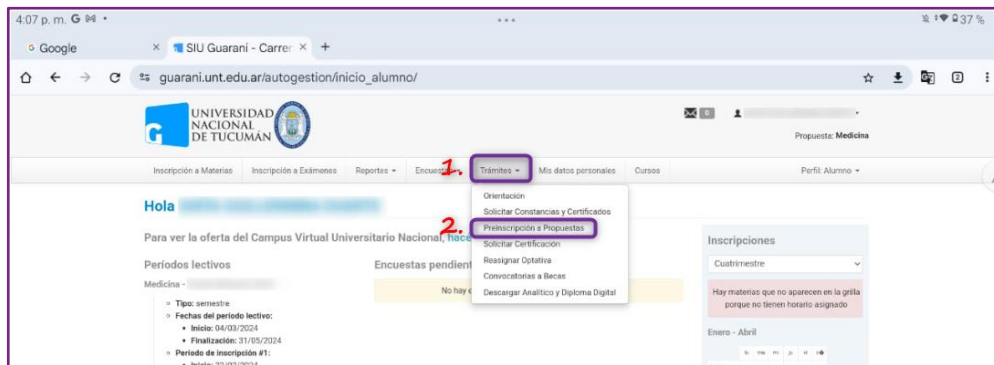 4:07 p. m. G M •
37 %
Google
SIU Guaraní - Carrer
guarani.unt.edu.ar/autogestion/inicio_alumno/
2
UNIVERSIDAD
NACIONAL
DE TUCUMÁN
G
0
Propuesta: Medicina
Inscripción a Materias Inscripción a Exámenes Reportes Encuestas 1. Trámites Mis datos personales Cursos Perfil: Alumno
Orientación
Solicitar Constancias y Certificados
2. Preinscripción a Propuestas
Solicitar Certificación
Reasignar Optativa
Convocatorias a Becas
Descargar Analítico y Diploma Digital
Hola
Para ver la oferta del Campus Virtual Universitario Nacional, hacé
Períodos lectivos
Medicina -
Tipo: semestre
Fechas del período lectivo:
Inicio: 04/03/2024
Finalización: 31/05/2024
Período de inscripción #1:
Encuestas pendient
No hay e
Inscripciones
Cuatrimestre
Hay materias que no aparecen en la grilla
porque no tienen horario asignado
Enero - Abril